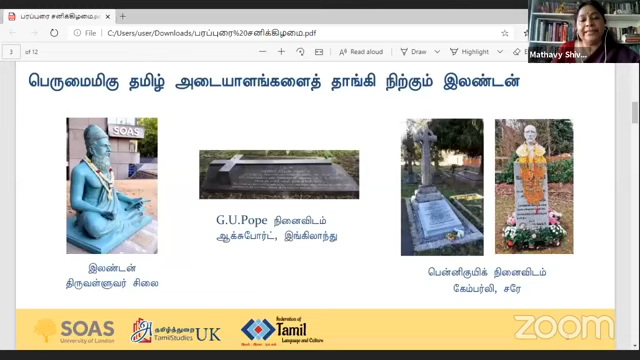 பரப்புரை சனிக்கிழமை.pdf
File
C:/Users/user/Downloads/பரப்புரை%20சனிக்கிழமை.pdf
3 of 12
Read aloud
Draw
Highlight
Mathavy Shiv...
பெருமைமிகு தமிழ் அடையாளங்களைத் தாங்கி நிற்கும் இலண்டன்
SOAS
இலண்டன்
திருவள்ளுவர் சிலை
G.U.Pope நினைவிடம்
ஆக்சுபோர்ட், இங்கிலாந்து
பென்னிகுயிக் நினைவிடம்
கேம்பர்லி, சரே
SOAS
University of London
தமிழ்த்துறை
TamilStudies UK
Federation of
Tamil
Language and Culture
zoom